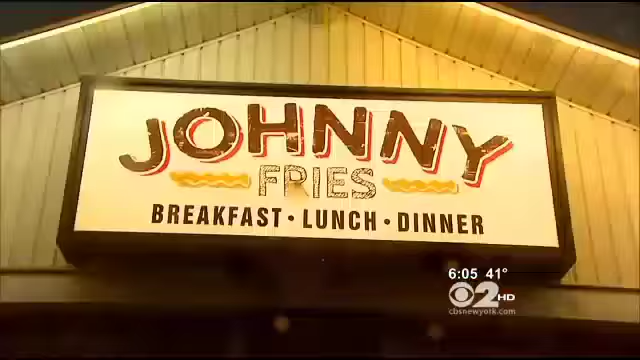 JOHNNY
FRIES
BREAKFAST • LUNCH • DINNER
6:05 41°
2 HD
cbsnewyork.com